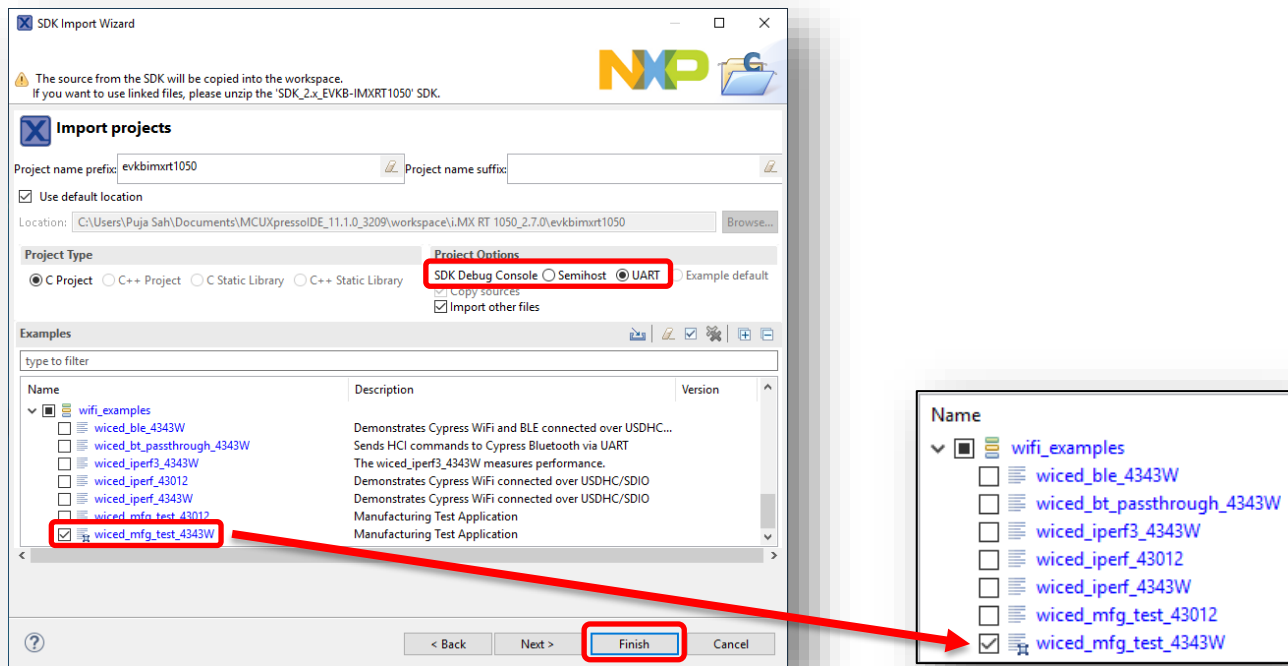 SDK Import Wizard
The source from the SDK will be copied into the workspace.
If you want to use linked files, please unzip the 'SDK_2.x_EVKB-IMXRT1050' SDK.
NXP
C
Import projects
Project name prefix: evkbimxrt1050 Project name suffix:
Use default location
Location: C:\Users\Puja Sah\Documents\MCUXpressoIDE_11.1.0_3209\workspace\i.MX RT 1050_2.7.0\evkbimxrt1050 Browse...
Project Type Project Options
C Project C++ Project C Static Library C++ Static Library SDK Debug Console Semihost UART Example default
Copy sources
Import other files
Examples
type to filter
Name Description Version
wifi_examples
wiced_ble_4343W Demonstrates Cypress WiFi and BLE connected over USDHC...
wiced_bt_passthrough_4343W Sends HCI commands to Cypress Bluetooth via UART
wiced_iperf3_4343W The wiced_iperf3_4343W measures performance.
wiced_iperf_43012 Demonstrates Cypress WiFi connected over USDHC/SDIO
wiced_iperf_4343W Demonstrates Cypress WiFi connected over USDHC/SDIO
wiced_mfg_test_43012 Manufacturing Test Application
wiced_mfg_test_4343W Manufacturing Test Application
? < Back Next > Finish Cancel
Name
wifi_examples
wiced_ble_4343W
wiced_bt_passthrough_4343W
wiced_iperf3_4343W
wiced_iperf_43012
wiced_iperf_4343W
wiced_mfg_test_43012
wiced_mfg_test_4343W